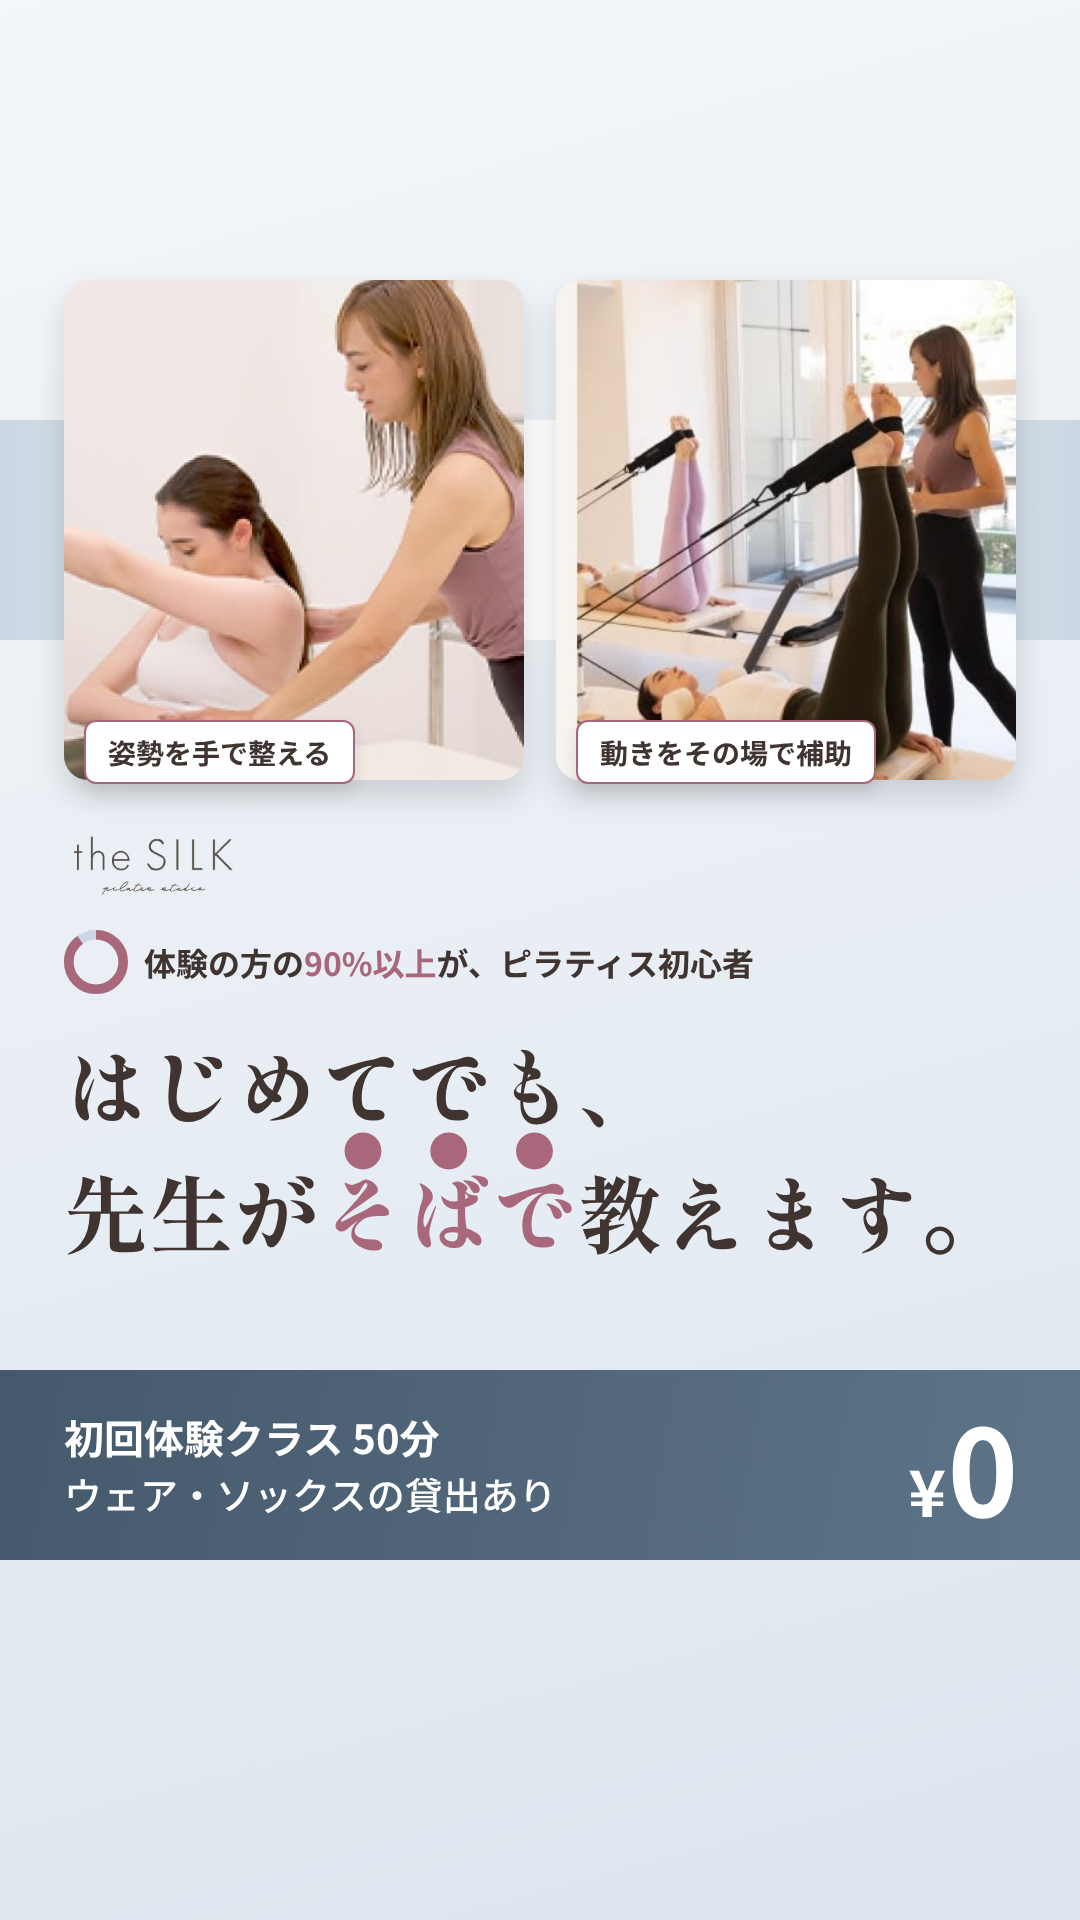 姿勢を手で整える
動きをその場で補助
the SILK
pilates studio
体験の方の90%以上が、ピラティス初心者
はじめてでも、
先生がそばで教えます。
初回体験クラス 50分
ウェア・ソックスの貸出あり
¥0